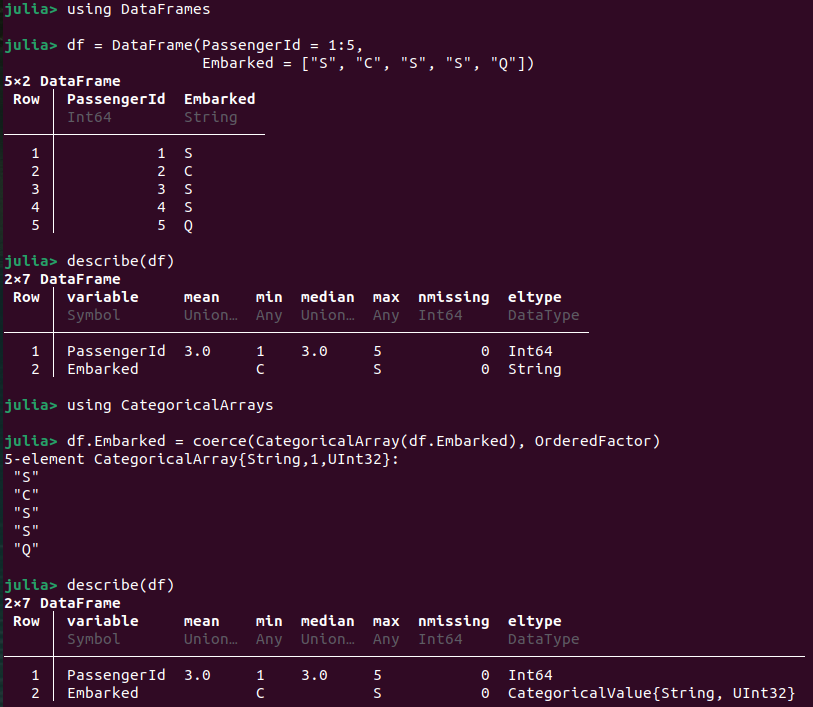 julia> using DataFrames
julia> df = DataFrame(PassengerId = 1:5,
Embarked = ["S", "C", "S", "S", "Q"])
5×2 DataFrame
Row PassengerId Embarked
Int64 String
1 1 S
2 2 C
3 3 S
4 4 S
5 5 Q
julia> describe(df)
2×7 DataFrame
Row variable mean min median max nmissing eltype
Symbol Union… Any Union… Any Int64 DataType
1 PassengerId 3.0 1 3.0 5 0 Int64
2 Embarked C S 0 String
julia> using CategoricalArrays
julia> df.Embarked = coerce(CategoricalArray(df.Embarked), OrderedFactor)
5-element CategoricalArray{String,1,UInt32}:
"S"
"C"
"S"
"S"
"Q"
julia> describe(df)
2×7 DataFrame
Row variable mean min median max nmissing eltype
Symbol Union… Any Union… Any Int64 DataType
1 PassengerId 3.0 1 3.0 5 0 Int64
2 Embarked C S 0 CategoricalValue{String, UInt32}